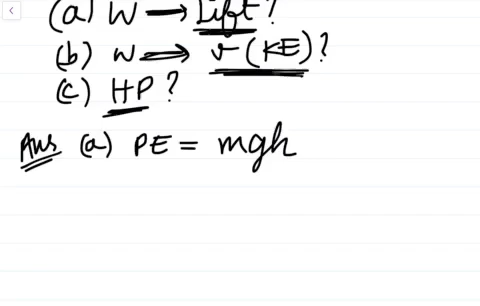 (a) W → Lift?
(b) W ⟹ v (KE)?
(c) HP?
Ans (a) PE = mgh